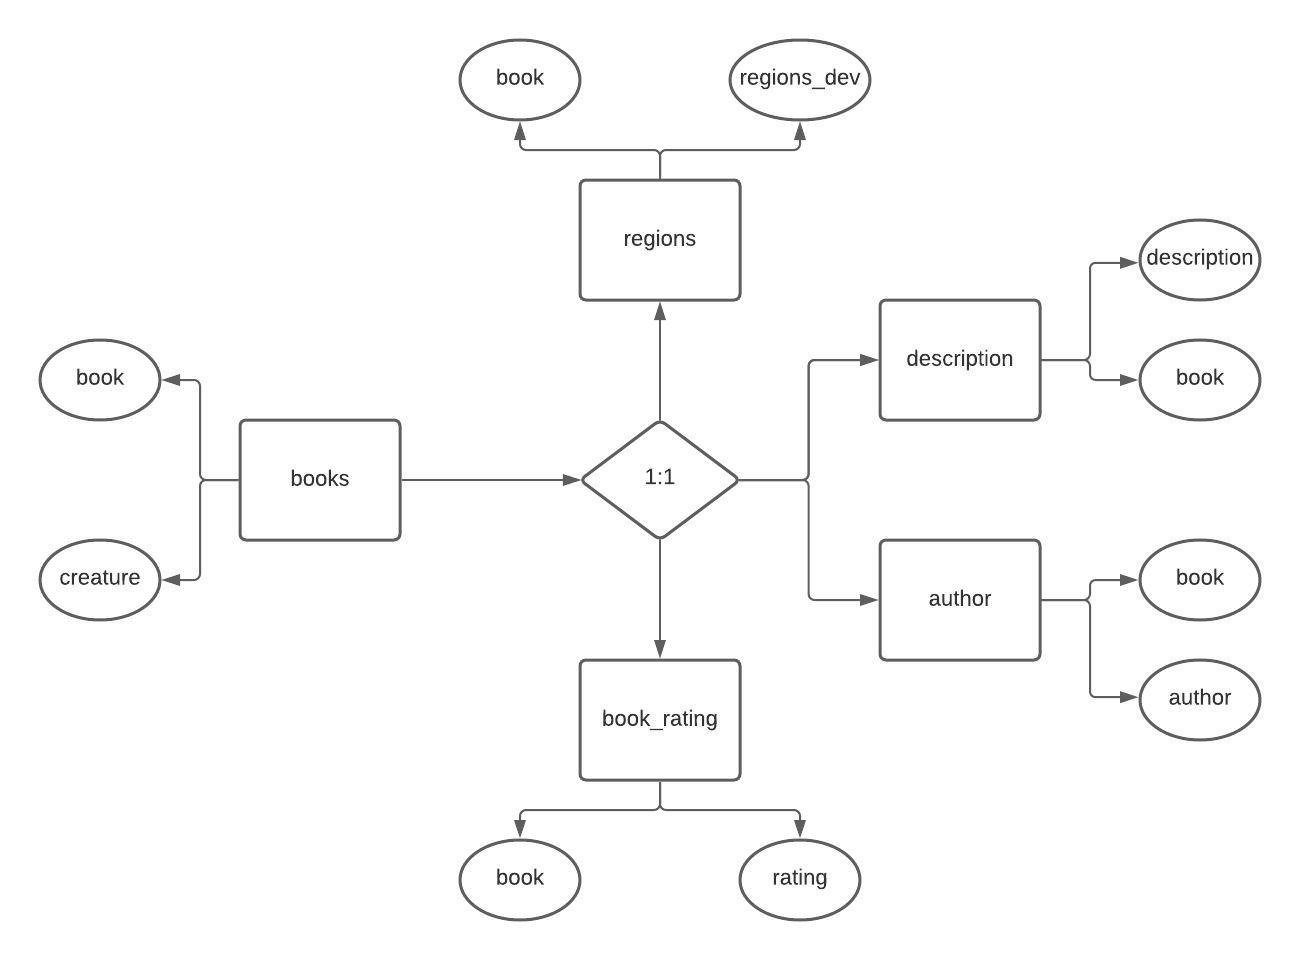 book
regions_dev
regions
description
description
book
book
books
1:1
creature
book
author
author
book_rating
book
rating